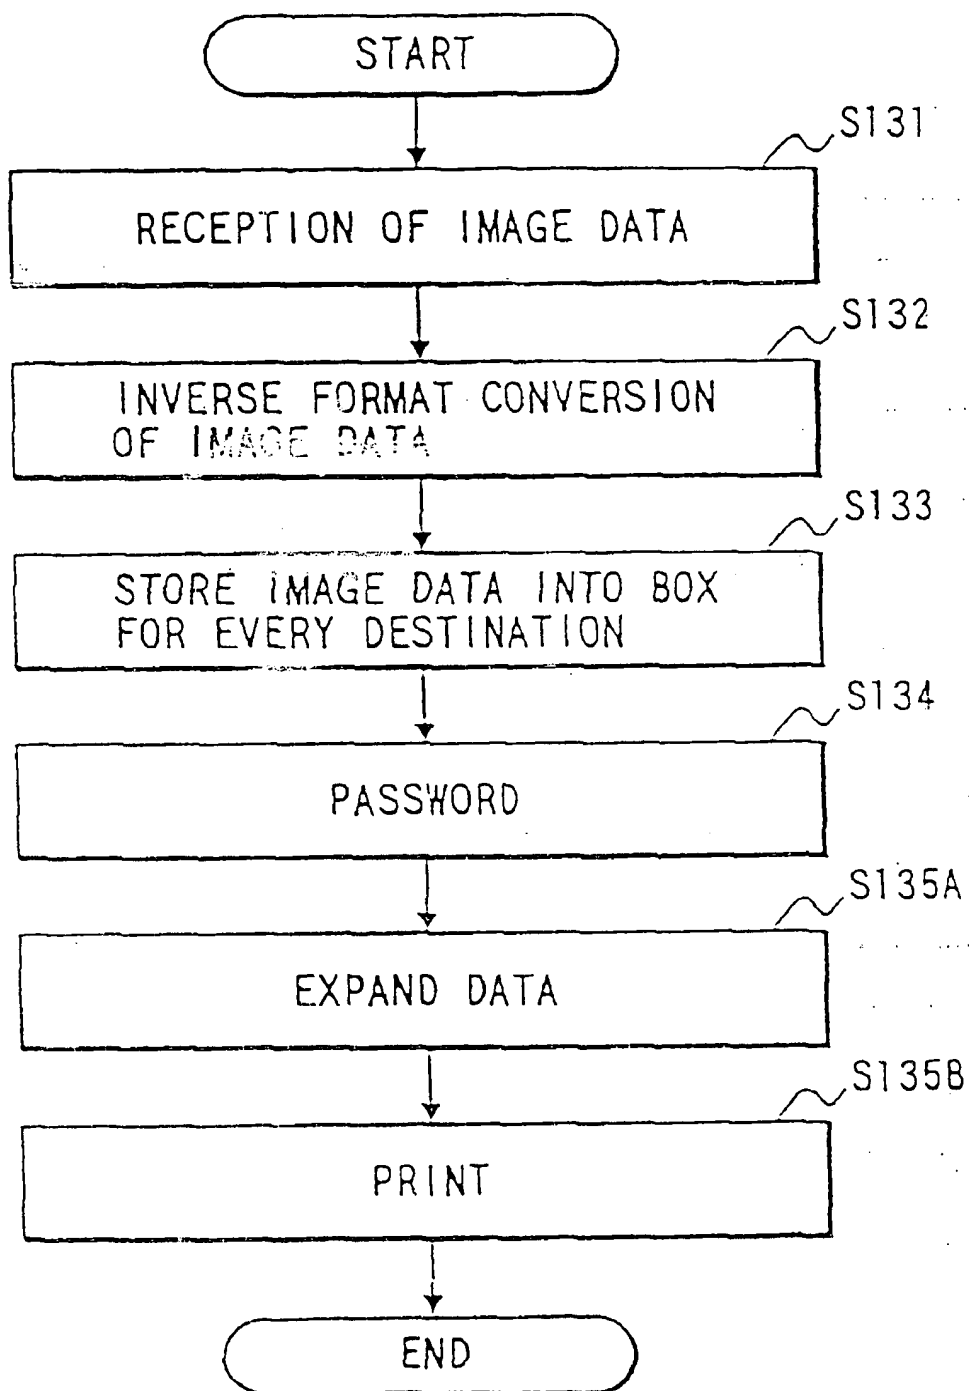 START
S131
RECEPTION OF IMAGE DATA
S132
INVERSE FORMAT CONVERSION
OF IMAGE DATA
S133
STORE IMAGE DATA INTO BOX
FOR EVERY DESTINATION
S134
PASSWORD
S135A
EXPAND DATA
S135B
PRINT
END